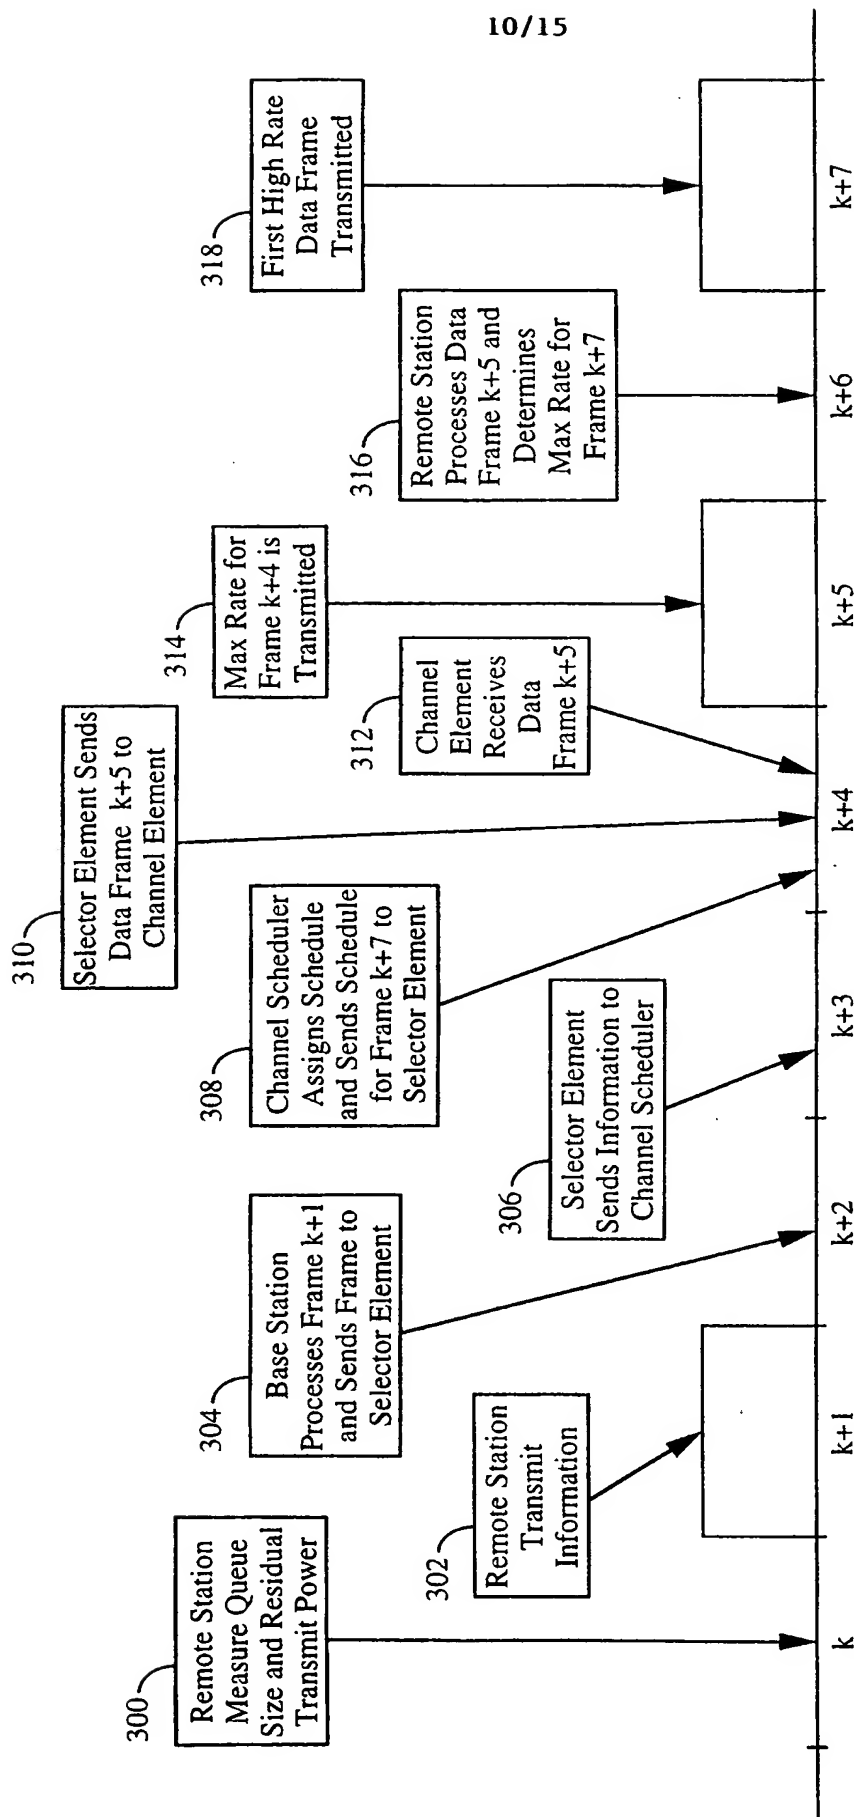 10/15
300
Remote Station
Measure Queue
Size and Residual
Transmit Power
302
Remote Station
Transmit
Information
304
Base Station
Processes Frame k+1
and Sends Frame to
Selector Element
306
Selector Element
Sends Information to
Channel Scheduler
308
Channel Scheduler
Assigns Schedule
and Sends Schedule
for Frame k+7 to
Selector Element
310
Selector Element Sends
Data Frame k+5 to
Channel Element
312
Channel
Element
Receives
Data
Frame k+5
314
Max Rate for
Frame k+4 is
Transmitted
316
Remote Station
Processes Data
Frame k+5 and
Determines
Max Rate for
Frame k+7
318
First High Rate
Data Frame
Transmitted
k
k+1
k+2
k+3
k+4
k+5
k+6
k+7